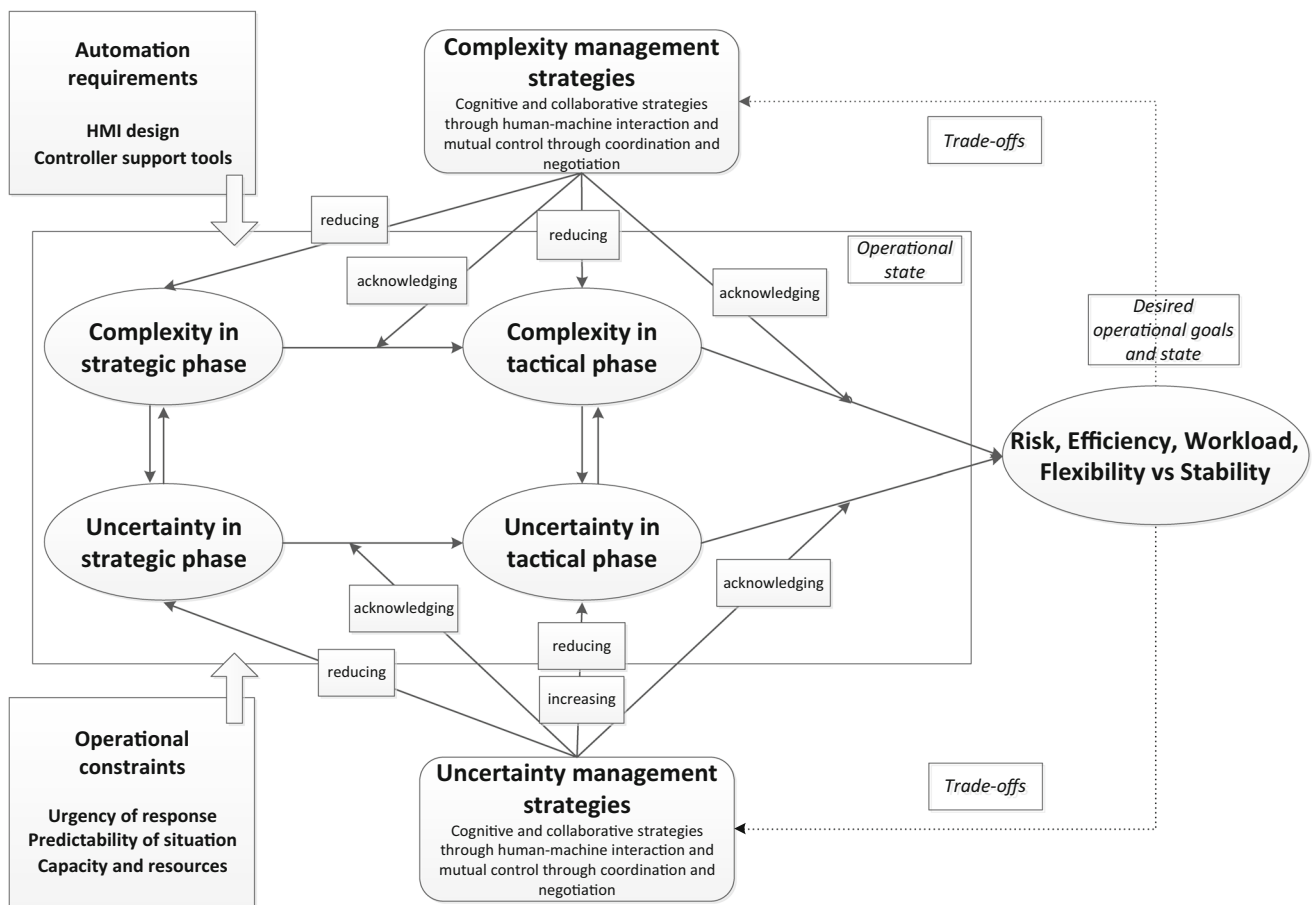 Automation
requirements
HMI design
Controller support tools
Complexity management
strategies
Cognitive and collaborative strategies
through human-machine interaction and
mutual control through coordination and
negotiation
Trade-offs
reducing
reducing
acknowledging
acknowledging
Operational
state
Desired
operational goals
and state
Complexity in
strategic phase
Complexity in
tactical phase
Risk, Efficiency, Workload,
Flexibility vs Stability
Uncertainty in
strategic phase
Uncertainty in
tactical phase
acknowledging
acknowledging
reducing
reducing
increasing
Operational
constraints
Urgency of response
Predictability of situation
Capacity and resources
Uncertainty management
strategies
Cognitive and collaborative strategies
through human-machine interaction and
mutual control through coordination and
negotiation
Trade-offs